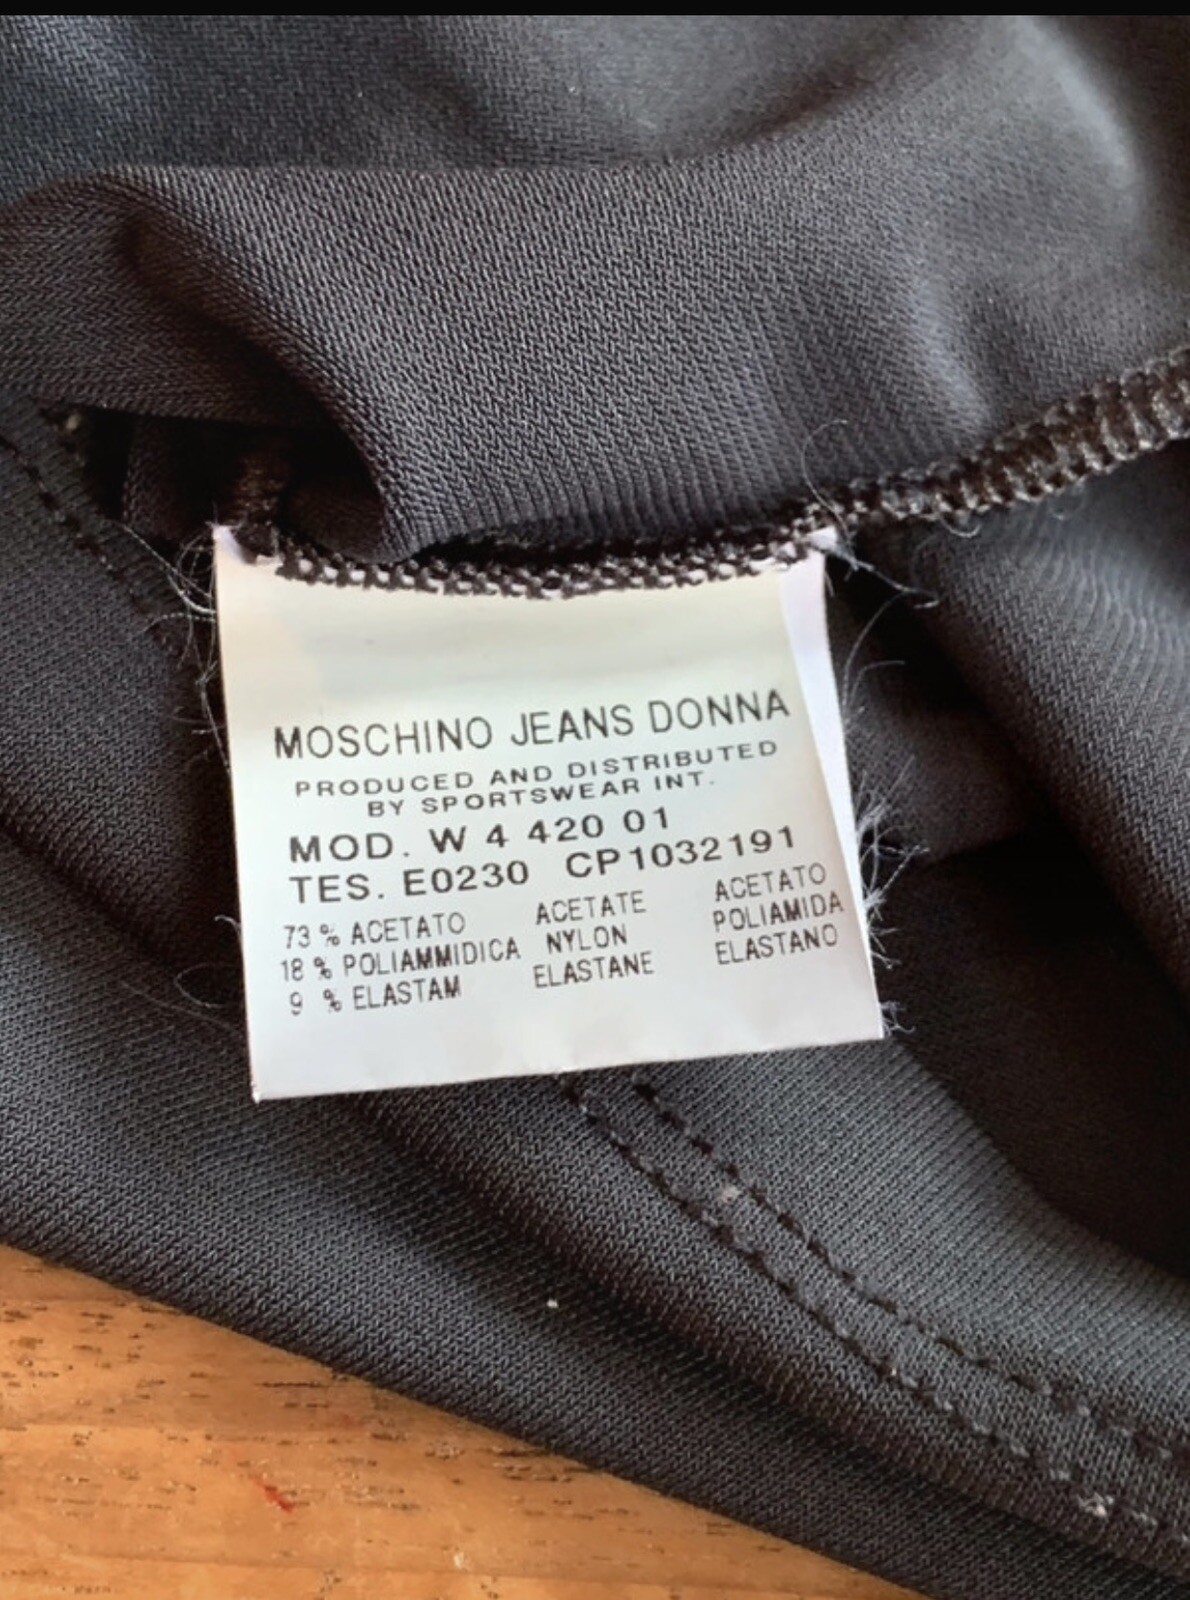 MOSCHINO JEANS DONNA
PRODUCED AND DISTRIBUTED
BY SPORTSWEAR INT.
MOD. W 4 420 01
TES. E0230 CP1032191
73 % ACETATO ACETATE ACETATO
18 % POLIAMMIDICA NYLON POLIAMIDA
9 % ELASTAM ELASTANE ELASTANO